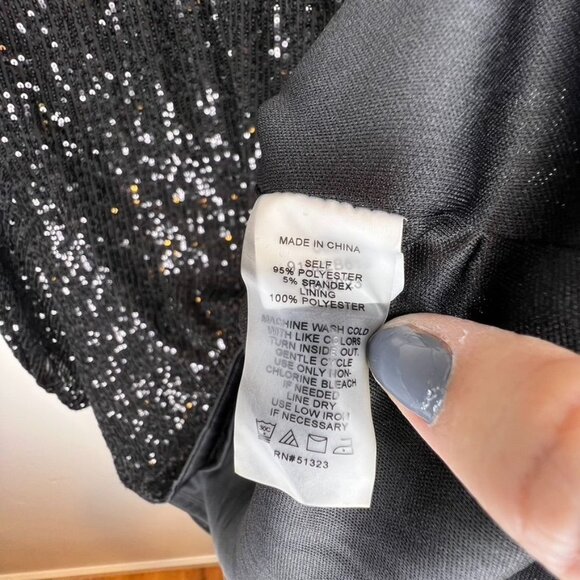 MADE IN CHINA
SELF
95% POLYESTER
5% SPANDEX
LINING
100% POLYESTER
MACHINE WASH COLD
WITH LIKE COLORS
TURN INSIDE OUT
GENTLE CYCLE
USE ONLY NON-
CHLORINE BLEACH
IF NEEDED
LINE DRY
USE LOW IRON
IF NECESSARY
RN#51323